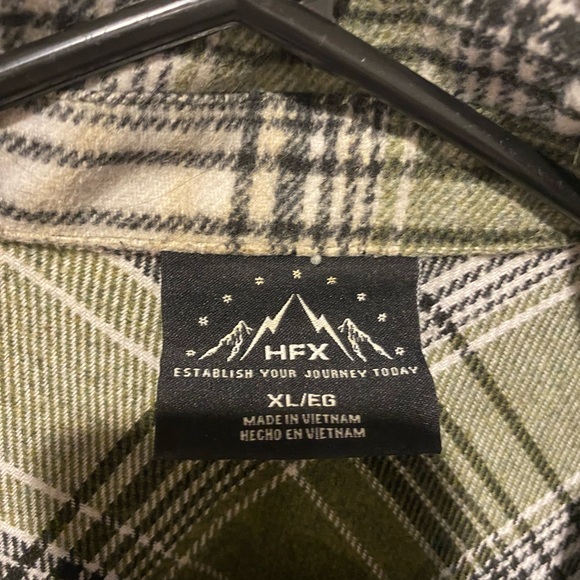 HFX
ESTABLISH YOUR JOURNEY TODAY
XL/EG
MADE IN VIETNAM
HECHO EN VIETNAM